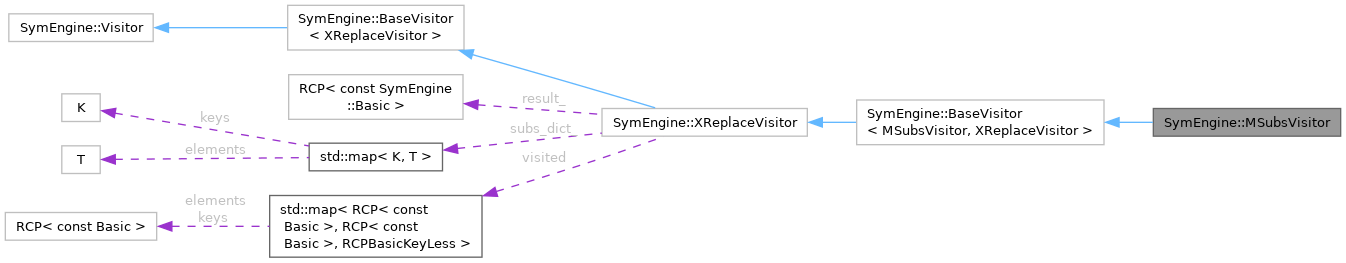 SymEngine::Visitor
SymEngine::BaseVisitor
< XReplaceVisitor >
RCP< const SymEngine
::Basic >
result_
K
keys
subs_dict
SymEngine::XReplaceVisitor
SymEngine::BaseVisitor
< MSubsVisitor, XReplaceVisitor >
SymEngine::MSubsVisitor
T
elements
std::map< K, T >
visited
elements
keys
RCP< const Basic >
std::map< RCP< const
Basic >, RCP< const
Basic >, RCPBasicKeyLess >